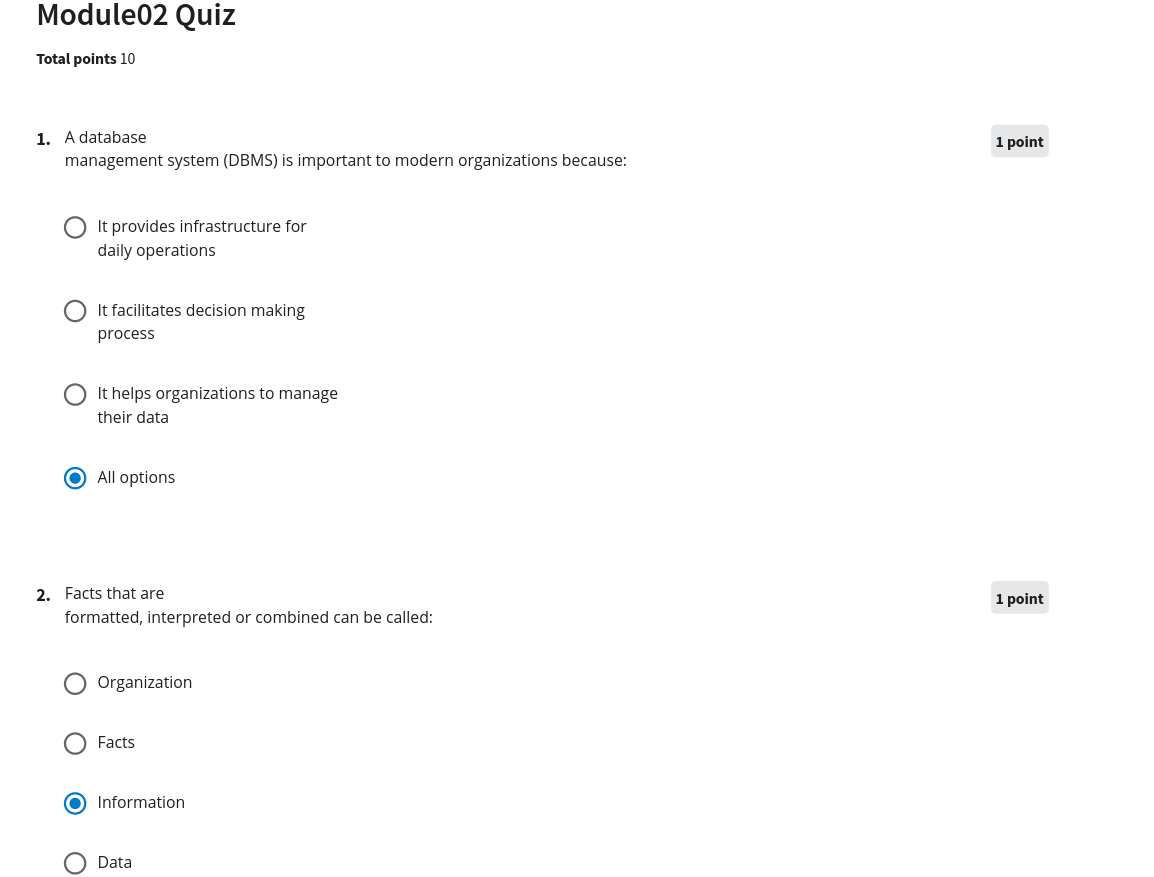 Module02 Quiz
Total points 10
1. A database
management system (DBMS) is important to modern organizations because:
1 point
It provides infrastructure for
daily operations
It facilitates decision making
process
It helps organizations to manage
their data
All options
2. Facts that are
formatted, interpreted or combined can be called:
1 point
Organization
Facts
Information
Data